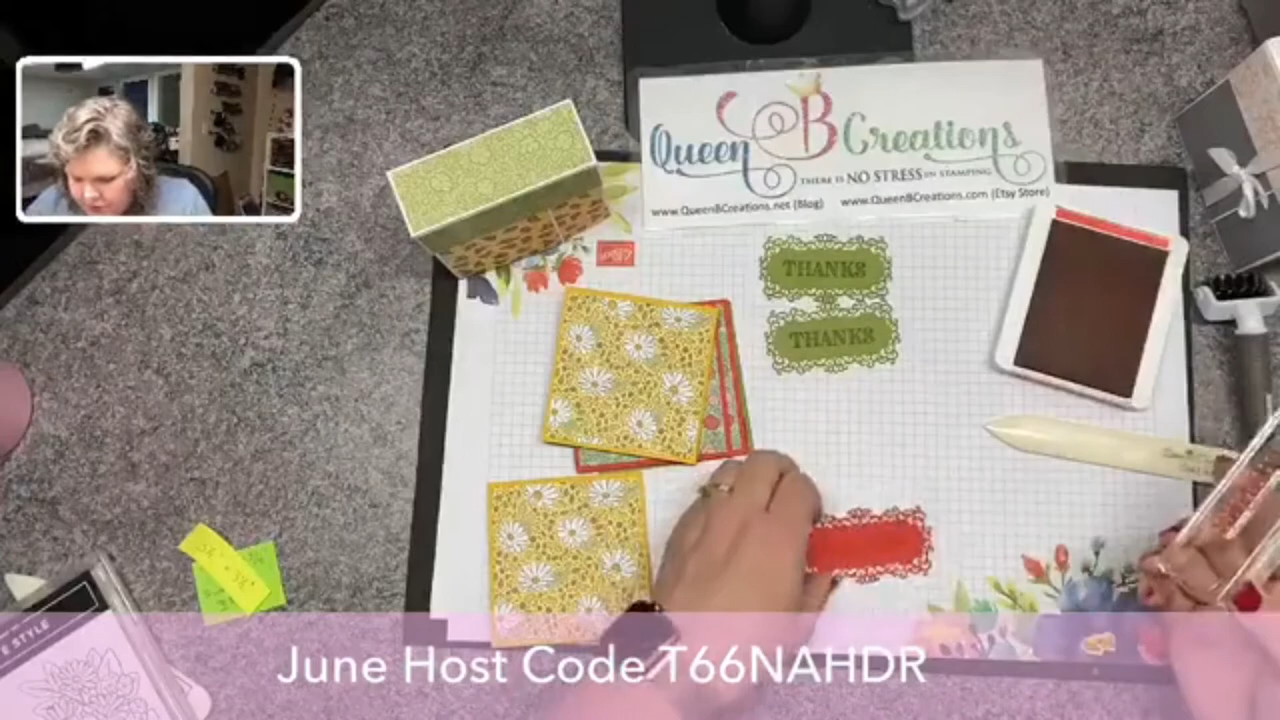 Queen B Creations
THERE IS NO STRESS IN STAMPING
www.QueenBCreations.net (Blog) www.QueenBCreations.com (Etsy Store)
THANKS
THANKS
E STYLE
June Host Code T66NAHDR